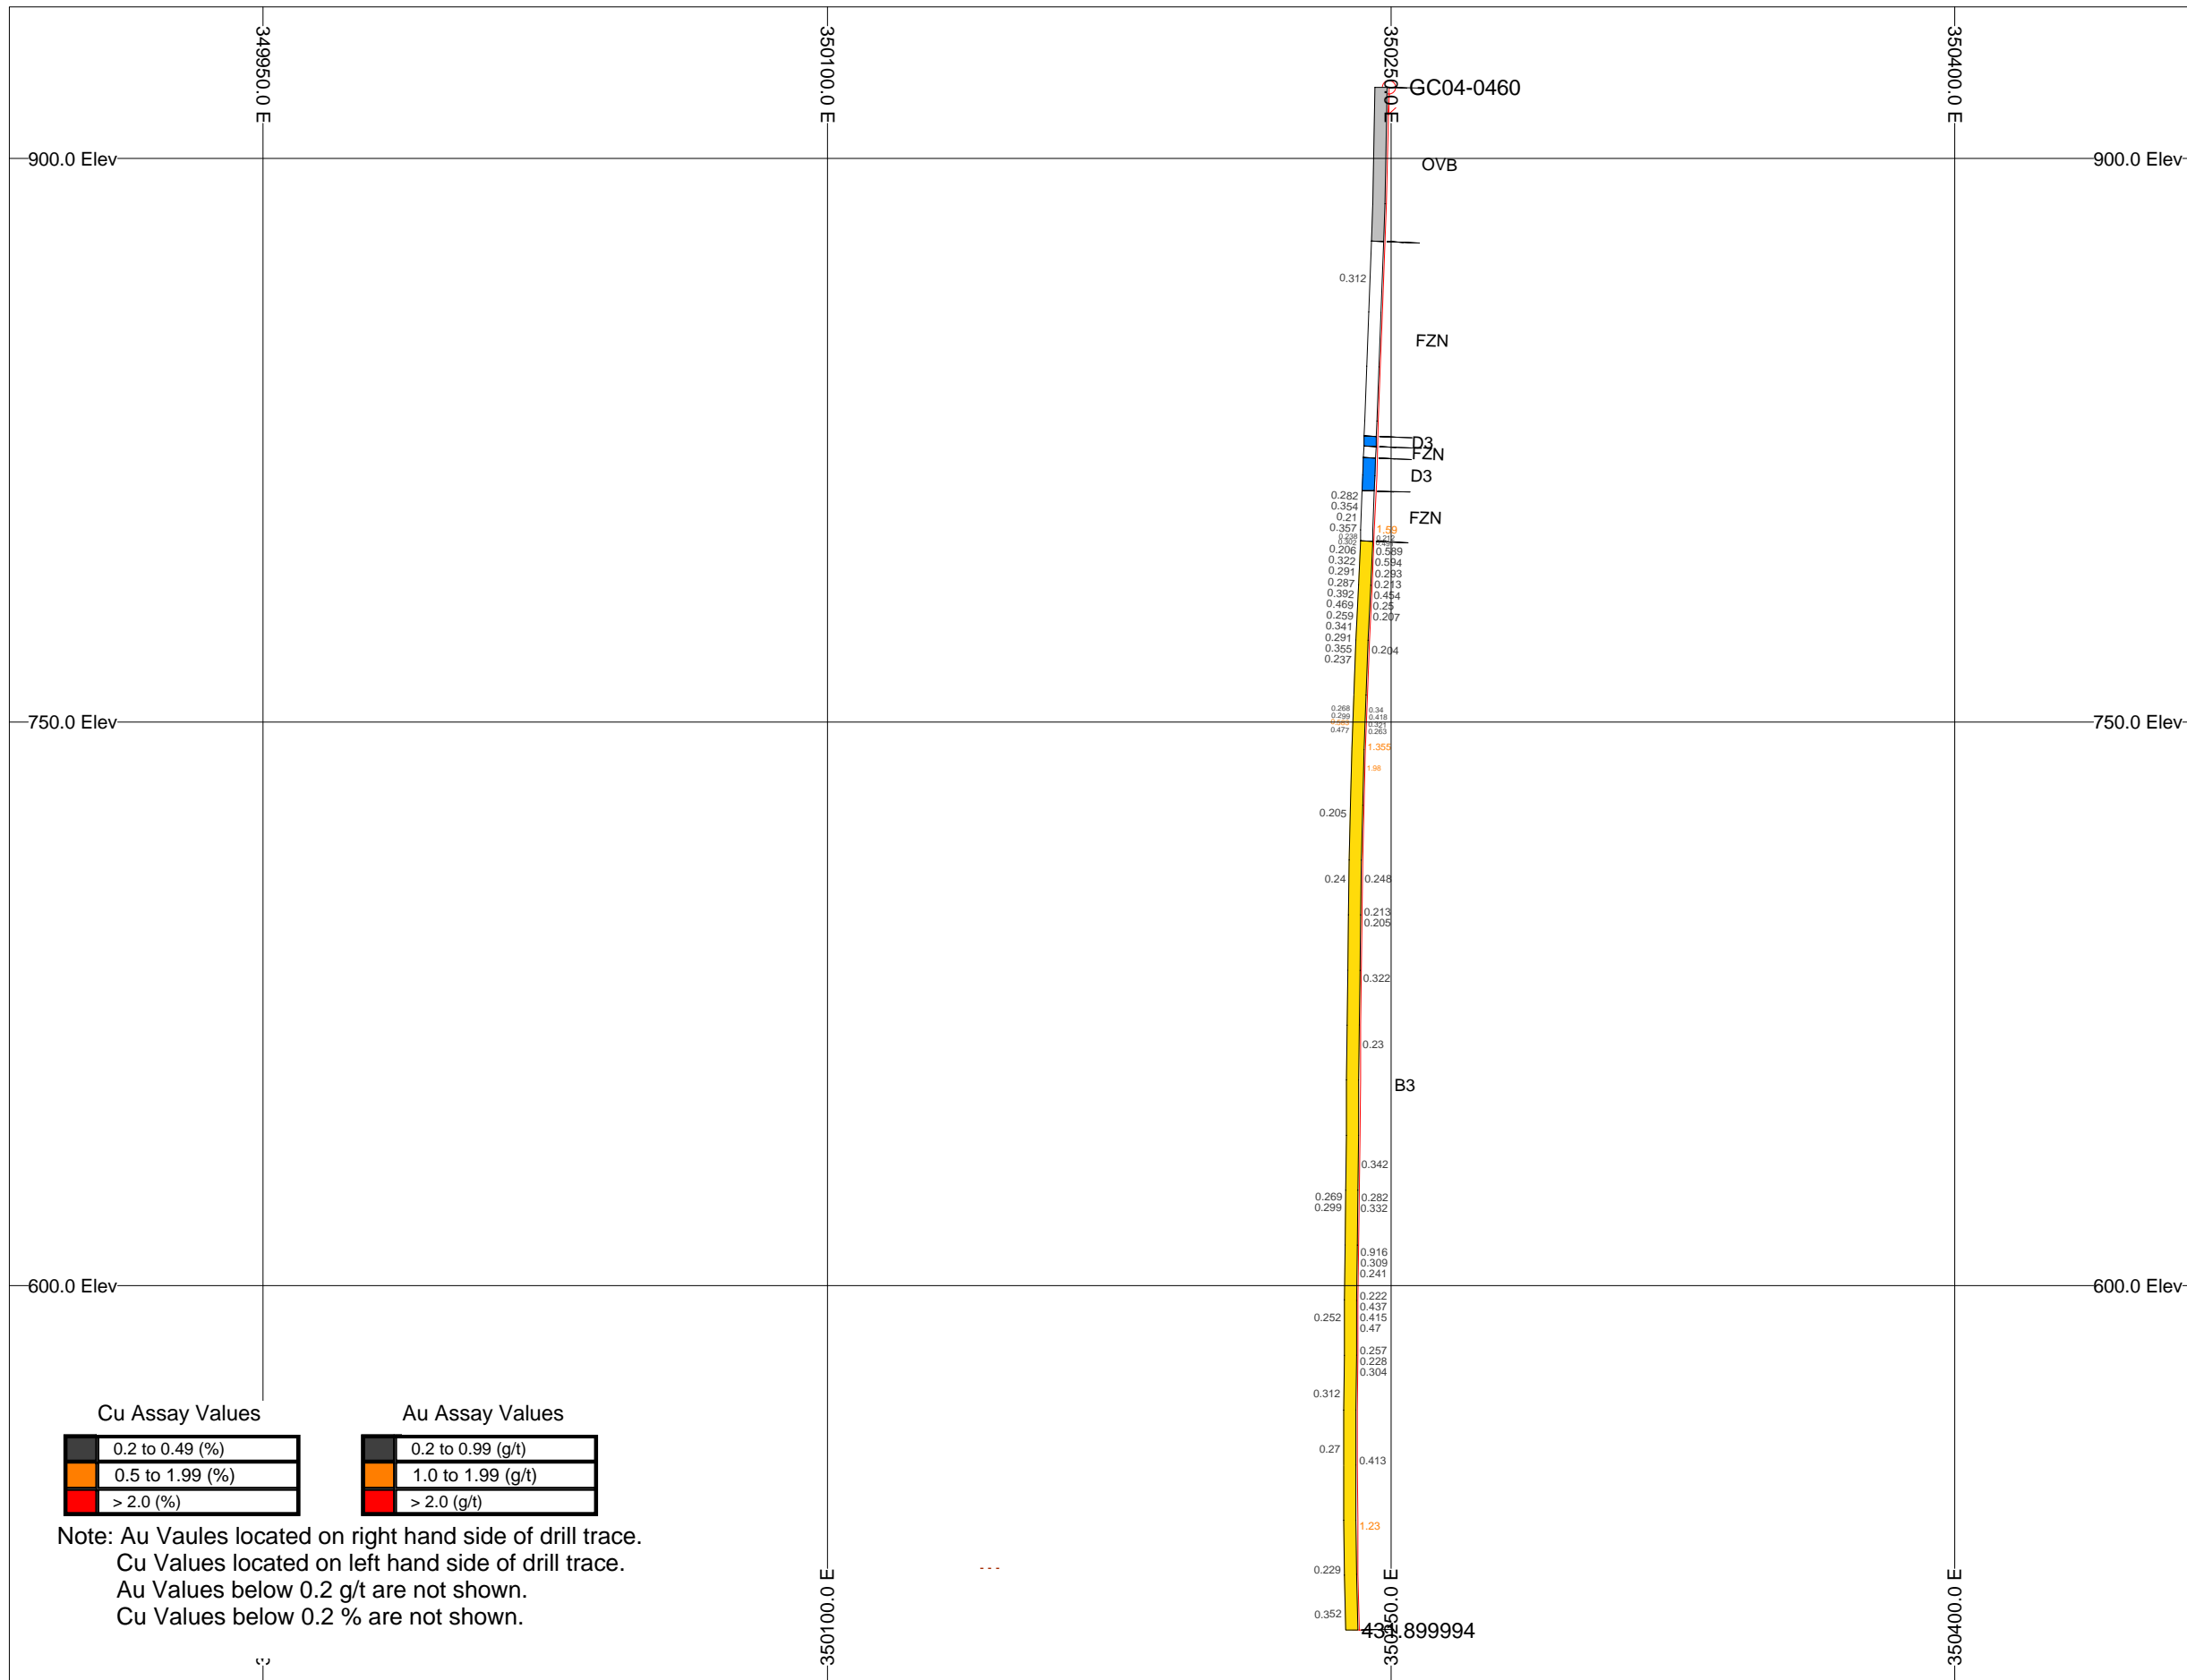 349950.0 E
350100.0 E
350250.0 E
350400.0 E
GC04-0460
900.0 Elev
900.0 Elev
OVB
0.312
FZN
D3
FZN
D3
0.282
0.354
0.21
FZN
0.357
1.59
0.238
0.212
0.302
0.206
0.589
0.322
0.594
0.291
0.293
0.287
0.213
0.392
0.454
0.469
0.25
0.259
0.207
0.341
0.291
0.355
0.204
0.237
0.268
0.34
0.299
0.418
750.0 Elev
0.321
750.0 Elev
0.477
0.263
1.355
1.98
0.205
0.24
0.248
0.213
0.205
0.322
0.23
B3
0.342
0.269
0.282
0.299
0.332
0.916
0.309
0.241
600.0 Elev
600.0 Elev
0.222
0.437
0.252
0.415
0.47
0.257
0.228
0.304
0.312
0.27
0.413
1.23
0.229
0.352
Cu Assay Values
0.2 to 0.49 (%)
0.5 to 1.99 (%)
> 2.0 (%)
Au Assay Values
0.2 to 0.99 (g/t)
1.0 to 1.99 (g/t)
> 2.0 (g/t)
Note: Au Vaules located on right hand side of drill trace.
Cu Values located on left hand side of drill trace.
Au Values below 0.2 g/t are not shown.
Cu Values below 0.2 % are not shown.
350100.0 E
350250.0 E
350400.0 E